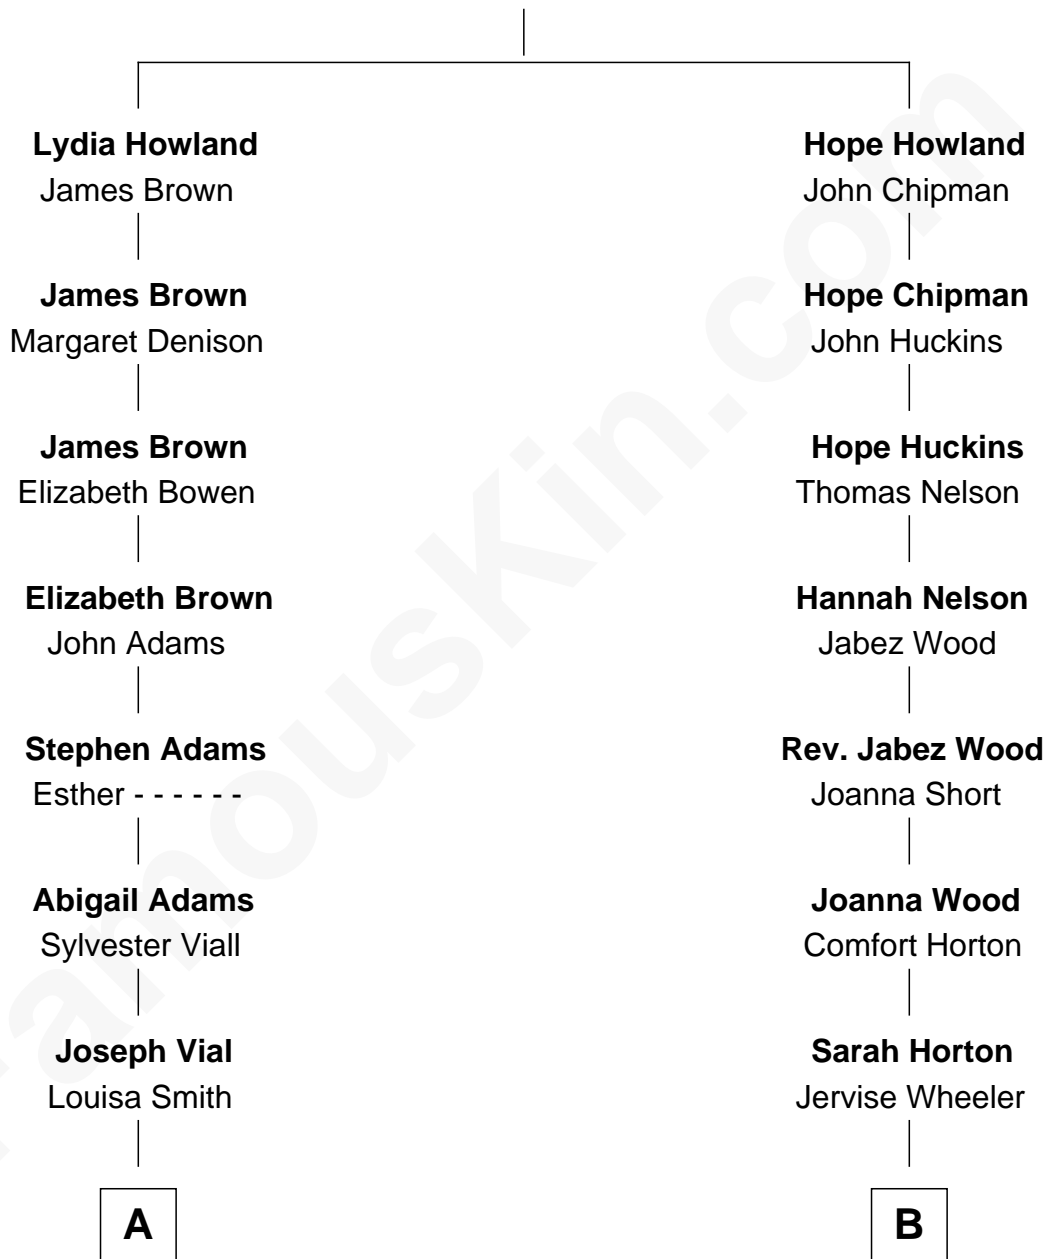 Lydia Howland
James Brown
James Brown
Margaret Denison
James Brown
Elizabeth Bowen
Elizabeth Brown
John Adams
Stephen Adams
Esther - - - - - -
Abigail Adams
Sylvester Viall
Joseph Vial
Louisa Smith
A
Hope Howland
John Chipman
Hope Chipman
John Huckins
Hope Huckins
Thomas Nelson
Hannah Nelson
Jabez Wood
Rev. Jabez Wood
Joanna Short
Joanna Wood
Comfort Horton
Sarah Horton
Jervise Wheeler
B
FamousKin.com